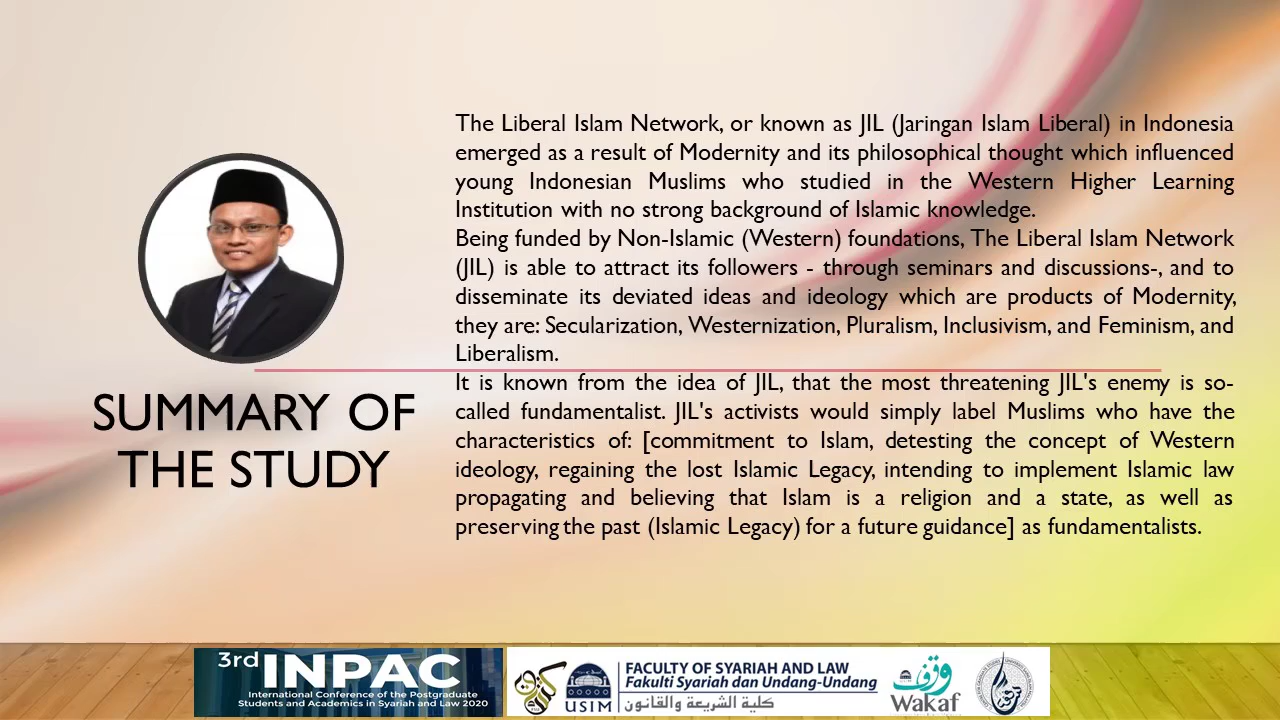 The Liberal Islam Network, or known as JIL (Jaringan Islam Liberal) in Indonesia
emerged as a result of Modernity and its philosophical thought which influenced
young Indonesian Muslims who studied in the Western Higher Learning
Institution with no strong background of Islamic knowledge.
Being funded by Non-Islamic (Western) foundations, The Liberal Islam Network
(JIL) is able to attract its followers - through seminars and discussions-, and to
disseminate its deviated ideas and ideology which are products of Modernity,
they are: Secularization, Westernization, Pluralism, Inclusivism, and Feminism, and
Liberalism.
It is known from the idea of JIL, that the most threatening JIL's enemy is so-
called fundamentalist. JIL's activists would simply label Muslims who have the
characteristics of: [commitment to Islam, detesting the concept of Western
ideology, regaining the lost Islamic Legacy, intending to implement Islamic law
propagating and believing that Islam is a religion and a state, as well as
preserving the past (Islamic Legacy) for a future guidance] as fundamentalists.
SUMMARY OF
THE STUDY
3rd INPAC
International Conference of the Postgraduate
Students and Academics in Syariah and Law 2020
USIM
FACULTY OF SYARIAH AND LAW
Fakulti Syariah dan Undang-Undang
كلية الشريعة والقانون
وقف
Wakaf